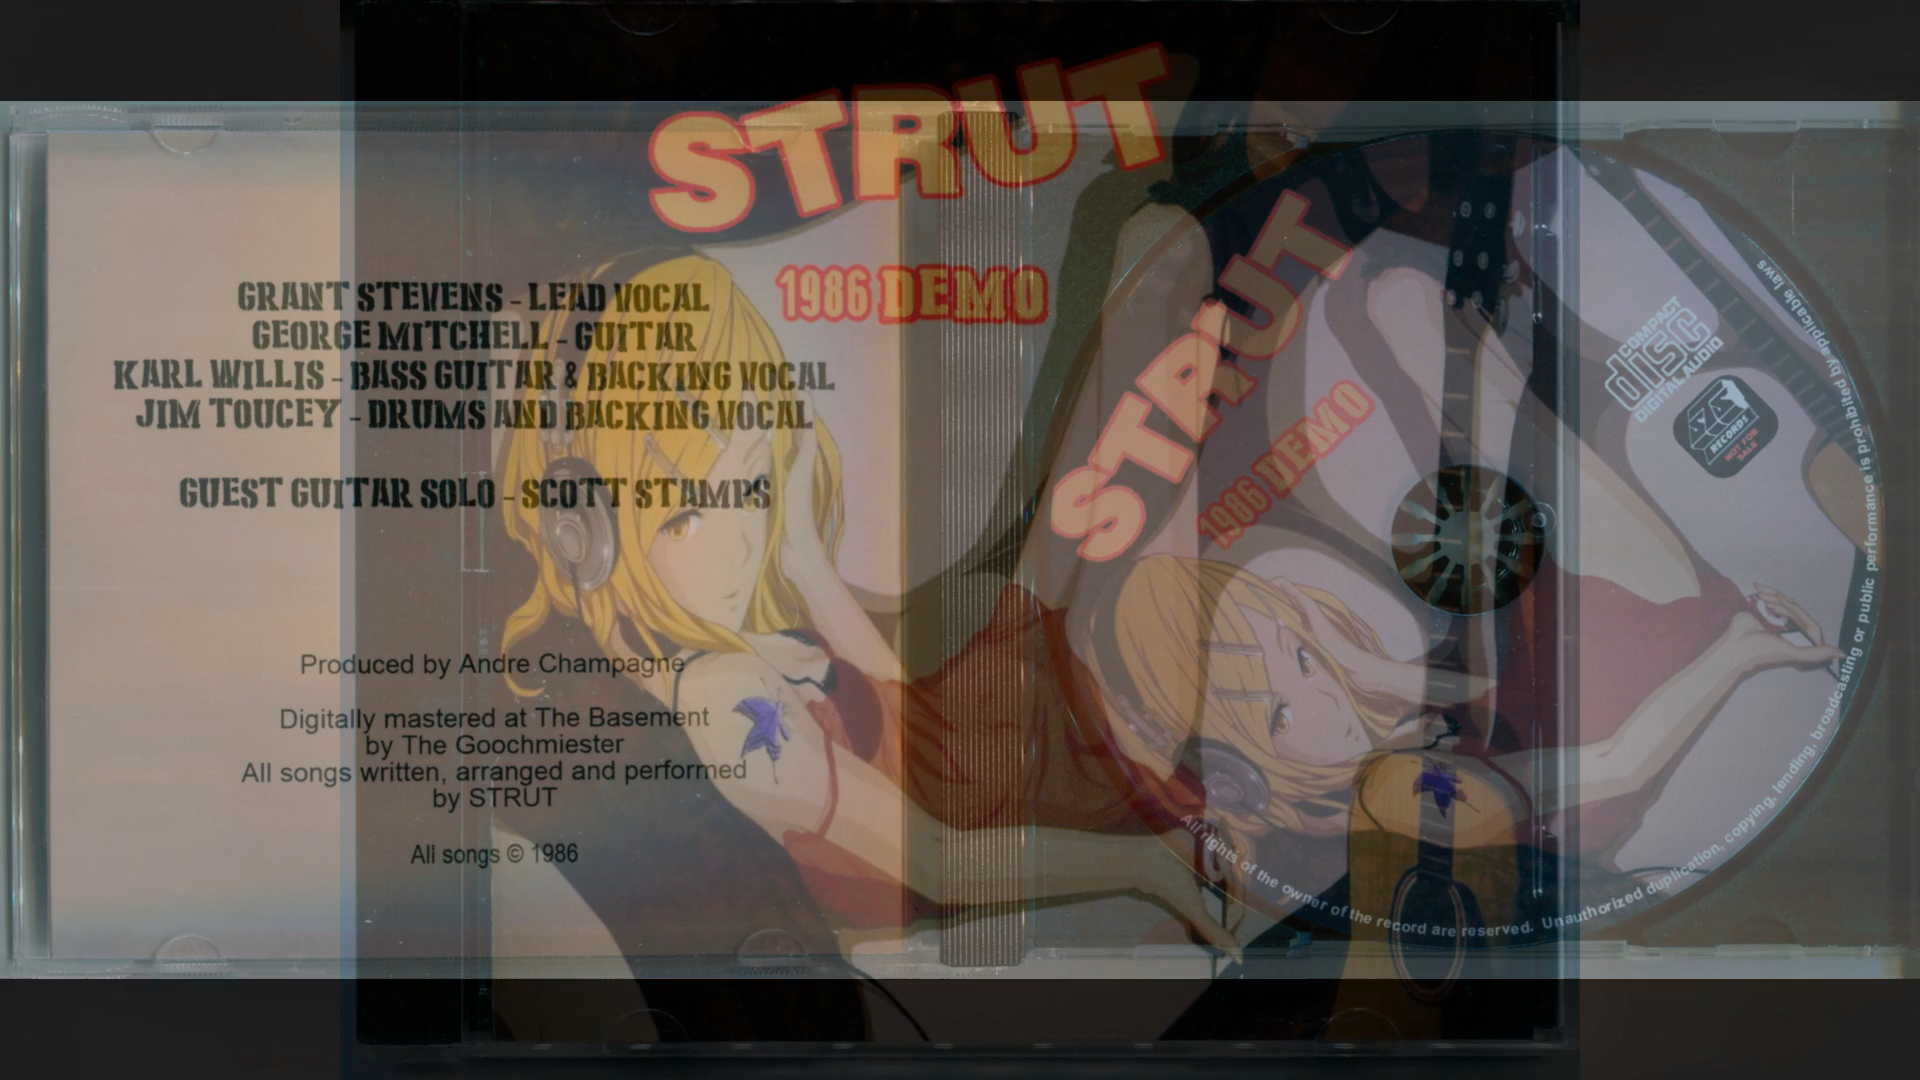 STRUT
1986 DEMO
GRANT STEVENS - LEAD VOCAL
GEORGE MITCHELL - GUITAR
KARL WILLIS - BASS GUITAR & BACKING VOCAL
JIM TOUCEY - DRUMS AND BACKING VOCAL
GUEST GUITAR SOLO - SCOTT STAMPS
Produced by Andre Champagne
Digitally mastered at The Basement
by The Goochmiester
All songs written, arranged and performed
by STRUT
All songs © 1986
STRUT
1986 DEMO
COMPACT
disc
DIGITAL AUDIO
RECORDS
NOT FOR
SALE
All rights of the owner of the record are reserved. Unauthorized duplication, copying, lending, broadcasting or public performance is prohibited by applicable laws